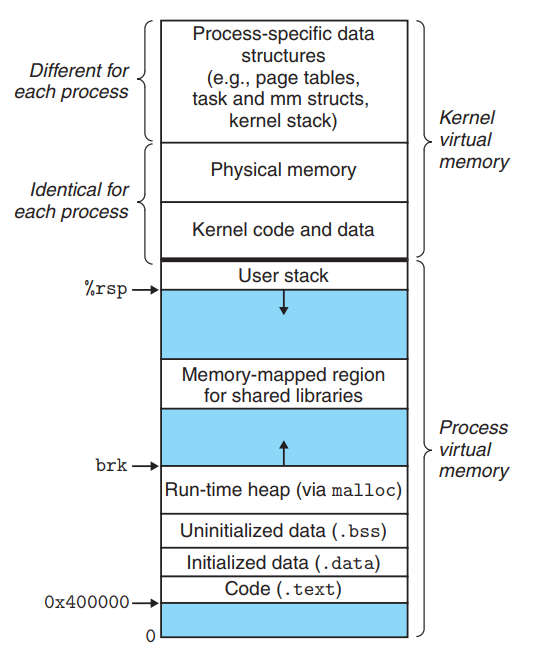 Process-specific data
structures
(e.g., page tables,
task and mm structs,
kernel stack)
Different for
each process
Kernel
virtual
memory
Physical memory
Identical for
each process
Kernel code and data
User stack
%rsp
Memory-mapped region
for shared libraries
Process
virtual
memory
brk
Run-time heap (via malloc)
Uninitialized data (.bss)
Initialized data (.data)
Code (.text)
0x400000
0